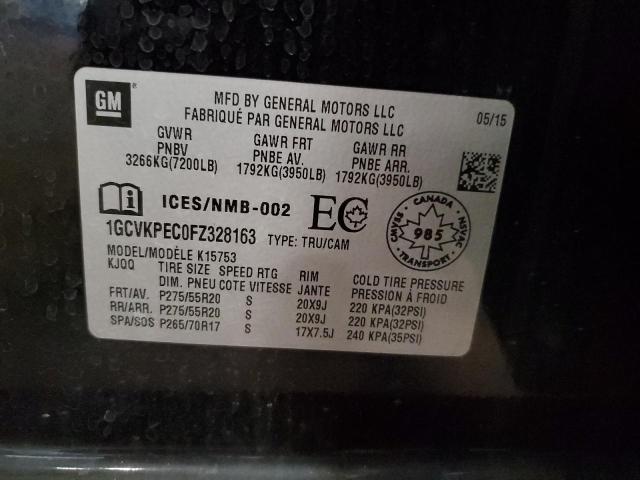 GM
MFD BY GENERAL MOTORS LLC
FABRIQUÉ PAR GENERAL MOTORS LLC
05/15
GVWR GAWR FRT GAWR RR
PNBV PNBE AV. PNBE ARR.
3266KG(7200LB) 1792KG(3950LB) 1792KG(3950LB)
i ICES/NMB-002 EC
CANADA
CMVSS NSVAC
985
TRANSPORT
1GCVKPEC0FZ328163 TYPE: TRU/CAM
MODEL/MODÈLE K15753
KJQQ TIRE SIZE SPEED RTG RIM COLD TIRE PRESSURE
DIM. PNEU COTE VITESSE JANTE PRESSION À FROID
FRT/AV. P275/55R20 S 20X9J 220 KPA(32PSI)
RR/ARR. P275/55R20 S 20X9J 220 KPA(32PSI)
SPA/SOS P265/70R17 S 17X7.5J 240 KPA(35PSI)